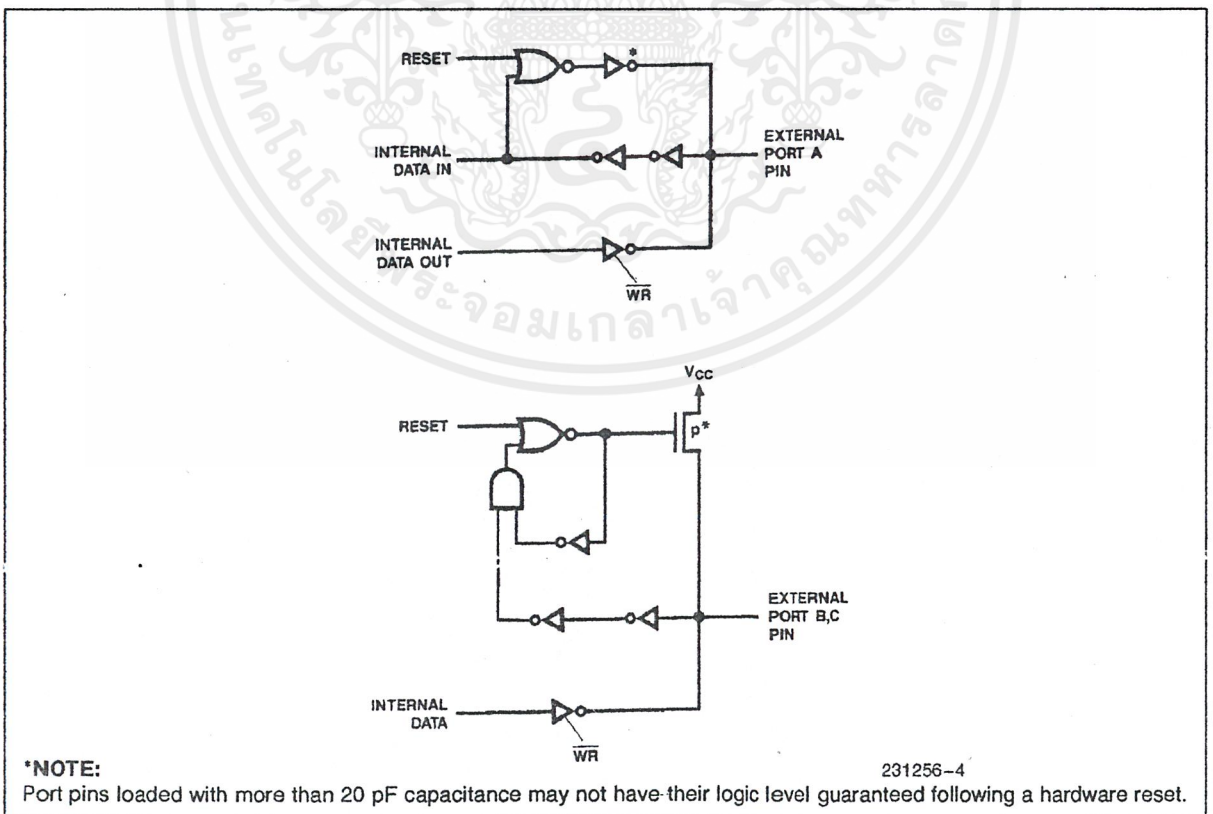 RESET
*
INTERNAL
DATA IN
EXTERNAL
PORT A
PIN
INTERNAL
DATA OUT
WR
VCC
RESET
p*
EXTERNAL
PORT B,C
PIN
INTERNAL
DATA
WR
*NOTE:
231256–4
Port pins loaded with more than 20 pF capacitance may not have their logic level guaranteed following a hardware reset.